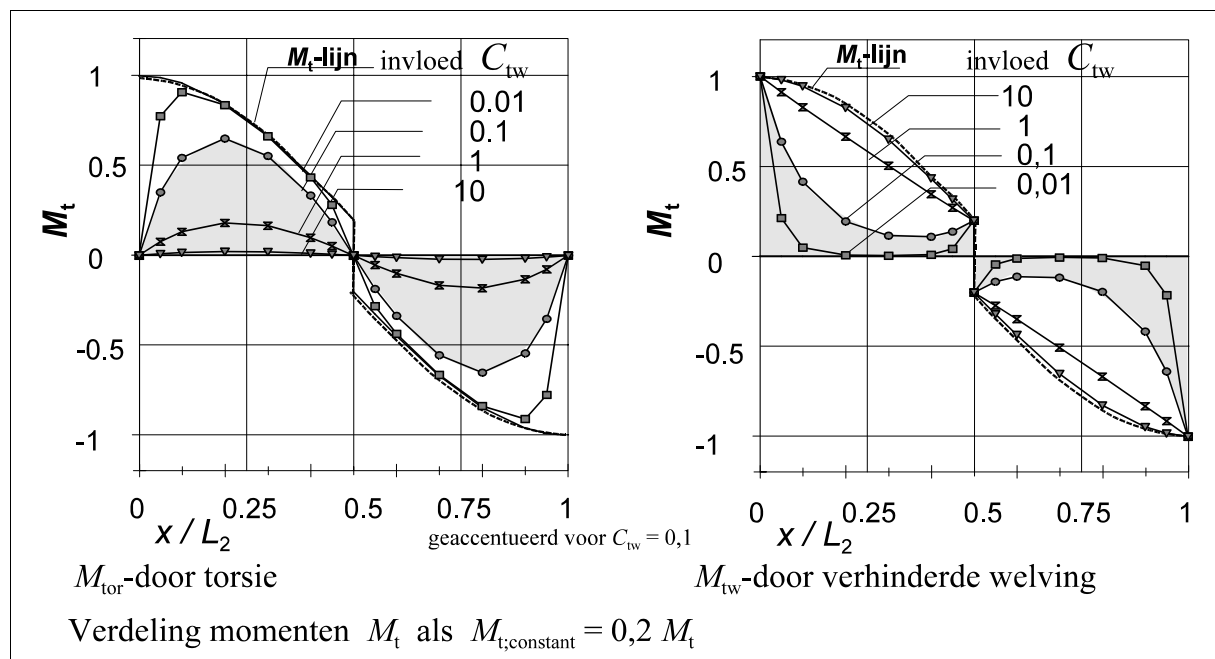 M_t-lijn invloed C_tw
0.01
0.1
1
10
1
0.5
0
-0.5
-1
M_t
0 0.25 0.5 0.75 1
x / L_2
geaccentueerd voor C_tw = 0,1
M_tor-door torsie
M_t-lijn invloed C_tw
10
1
0,1
0,01
1
0.5
0
-0.5
-1
M_t
0 0.25 0.5 0.75 1
x / L_2
M_tw-door verhinderde welving
Verdeling momenten M_t als M_t;constant = 0,2 M_t